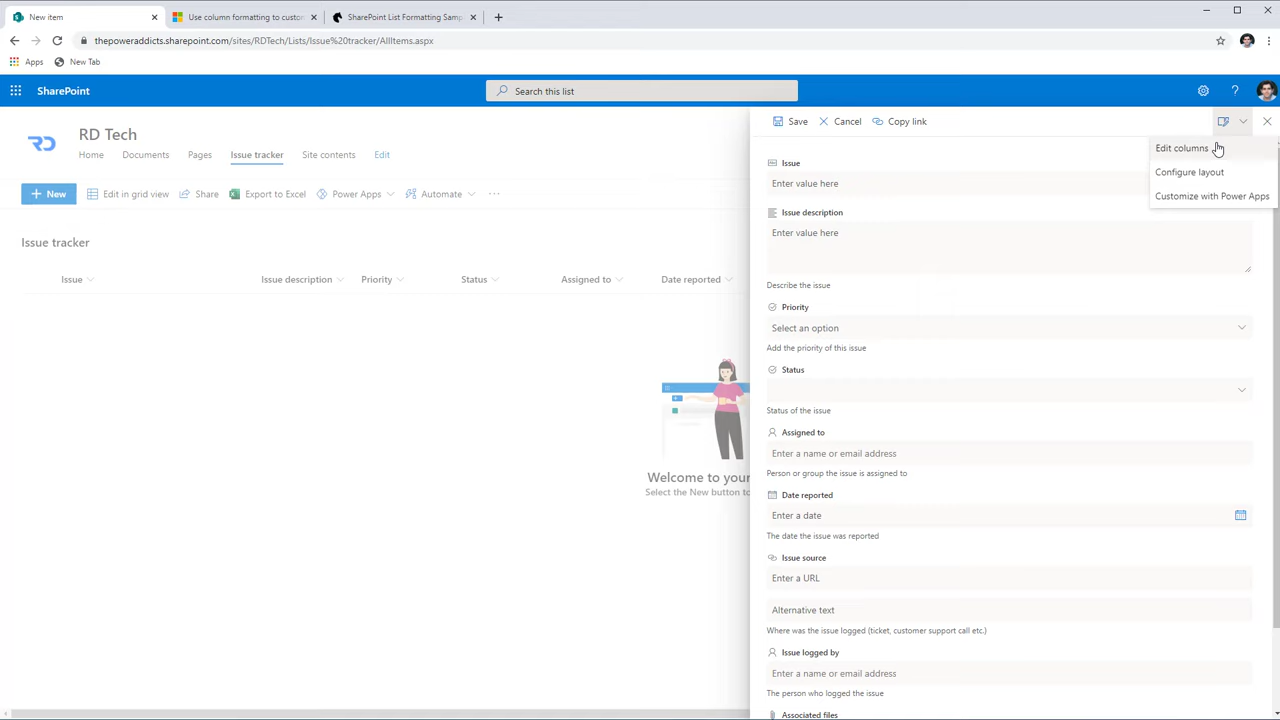 New item
Use column formatting to custon
SharePoint List Formatting Samp
thepoweraddicts.sharepoint.com/sites/RDTech/Lists/Issue%20tracker/AllItems.aspx
Apps
New Tab
SharePoint
Search this list
RD
RD Tech
Home
Documents
Pages
Issue tracker
Site contents
Edit
New
Edit in grid view
Share
Export to Excel
Power Apps
Automate
Issue tracker
Issue
Issue description
Priority
Status
Assigned to
Date reported
Welcome to your
Select the New button to
Save
Cancel
Copy link
Edit columns
Configure layout
Customize with Power Apps
Issue
Enter value here
Issue description
Enter value here
Describe the issue
Priority
Select an option
Add the priority of this issue
Status
Status of the issue
Assigned to
Enter a name or email address
Person or group the issue is assigned to
Date reported
Enter a date
The date the issue was reported
Issue source
Enter a URL
Alternative text
Where was the issue logged (ticket, customer support call etc.)
Issue logged by
Enter a name or email address
The person who logged the issue
Associated files